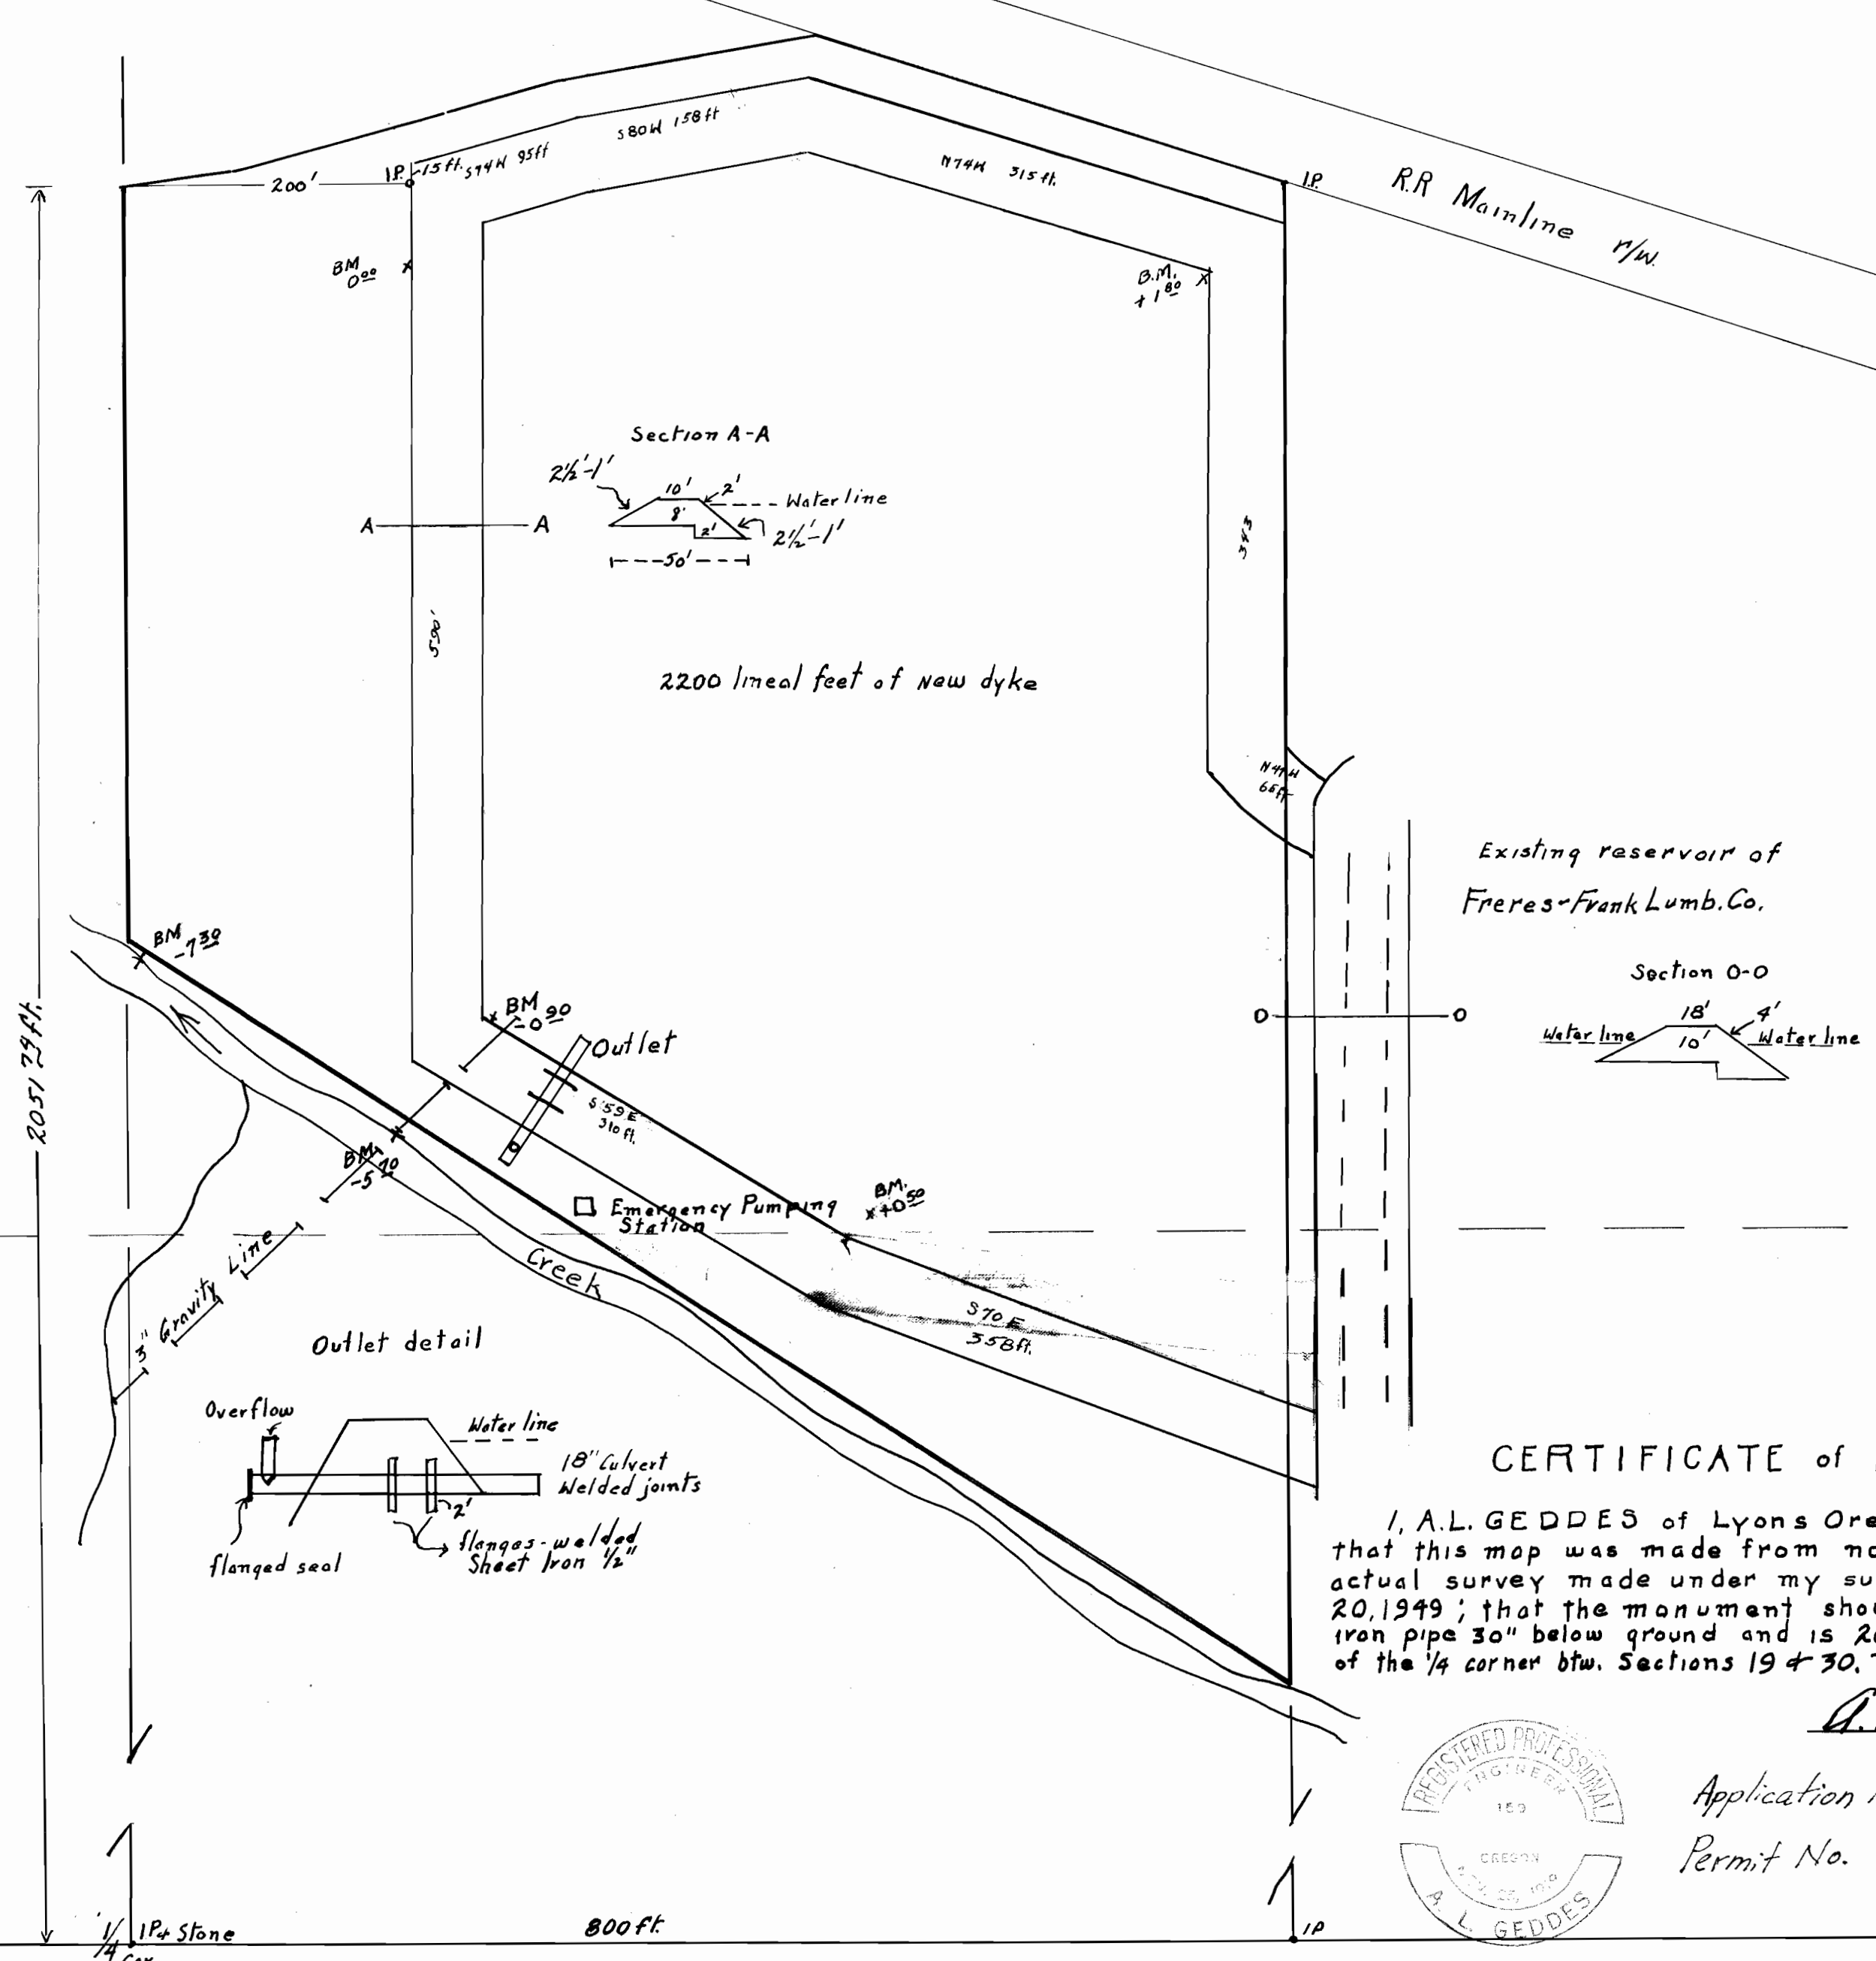 S80W 158ft
I.P. 15ft. S74W 95ft
200'
N74W 315ft.
I.P.
R.R Mainline r/w.
BM
0.00
B.M.
+1.80
Section A-A
2½'-1'
10' 2'
Water line
8'
A A
2' 2½'-1'
50'
343
590'
2200 lineal feet of New dyke
65ft
Existing reservoir of
Freres-Frank Lumb.Co.
BM
-7.30
Section O-O
18' 4'
Water line 10' Water line
O O
BM
-0.90
Outlet
2051.74 ft.
S59E
310ft.
BM
-5.70
BM.
+0.50
Emergency Pumping
Station
Creek
3" Gravity Line
S70E
358ft.
Outlet detail
Overflow
Water line
18" Culvert
Welded joints
2'
flanges-welded
Sheet Iron ½"
flanged seal
CERTIFICATE of
I, A.L. GEDDES of Lyons Ore
that this map was made from no
actual survey made under my su
20,1949; that the monument sho
iron pipe 30" below ground and is 2
of the ¼ corner btw. Sections 19 & 30.
REGISTERED PROFESSIONAL
ENGINEER
159
OREGON
A. L. GEDDES
Application
Permit No.
1/4 IP & Stone
Cor
800ft.
IP